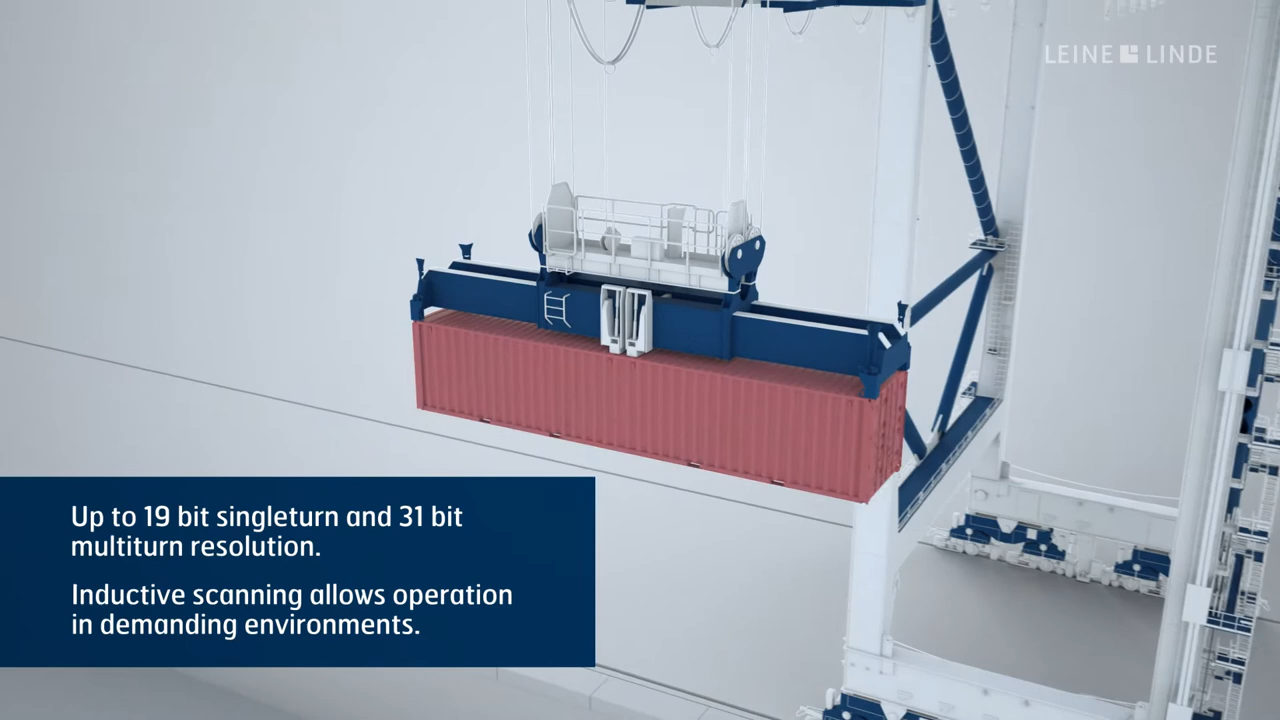 LEINE LINDE
Up to 19 bit singleturn and 31 bit
multiturn resolution.
Inductive scanning allows operation
in demanding environments.